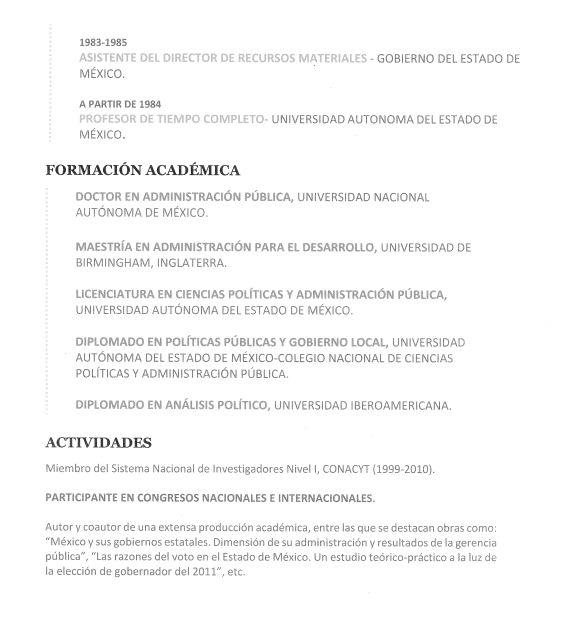 1983-1985
ASISTENTE DEL DIRECTOR DE RECURSOS MATERIALES - GOBIERNO DEL ESTADO DE
MÉXICO.
A PARTIR DE 1984
PROFESOR DE TIEMPO COMPLETO- UNIVERSIDAD AUTONOMA DEL ESTADO DE
MÉXICO.
FORMACIÓN ACADÉMICA
DOCTOR EN ADMINISTRACIÓN PÚBLICA, UNIVERSIDAD NACIONAL
AUTÓNOMA DE MÉXICO.
MAESTRÍA EN ADMINISTRACIÓN PARA EL DESARROLLO, UNIVERSIDAD DE
BIRMINGHAM, INGLATERRA.
LICENCIATURA EN CIENCIAS POLÍTICAS Y ADMINISTRACIÓN PÚBLICA,
UNIVERSIDAD AUTÓNOMA DEL ESTADO DE MÉXICO.
DIPLOMADO EN POLÍTICAS PÚBLICAS Y GOBIERNO LOCAL, UNIVERSIDAD
AUTÓNOMA DEL ESTADO DE MÉXICO-COLEGIO NACIONAL DE CIENCIAS
POLÍTICAS Y ADMINISTRACIÓN PÚBLICA.
DIPLOMADO EN ANÁLISIS POLÍTICO, UNIVERSIDAD IBEROAMERICANA.
ACTIVIDADES
Miembro del Sistema Nacional de Investigadores Nivel I, CONACYT (1999-2010).
PARTICIPANTE EN CONGRESOS NACIONALES E INTERNACIONALES.
Autor y coautor de una extensa producción académica, entre las que se destacan obras como:
“México y sus gobiernos estatales. Dimensión de su administración y resultados de la gerencia
pública”, “Las razones del voto en el Estado de México. Un estudio teórico-práctico a la luz de
la elección de gobernador del 2011”, etc.